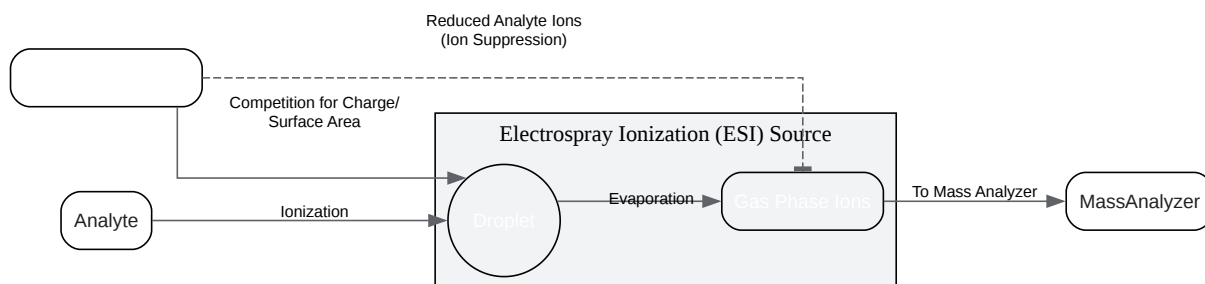 Reduced Analyte Ions
(Ion Suppression)
Competition for Charge/
Surface Area
Electrospray Ionization (ESI) Source
Analyte
Ionization
Droplet
Evaporation
Gas Phase Ions
To Mass Analyzer
MassAnalyzer